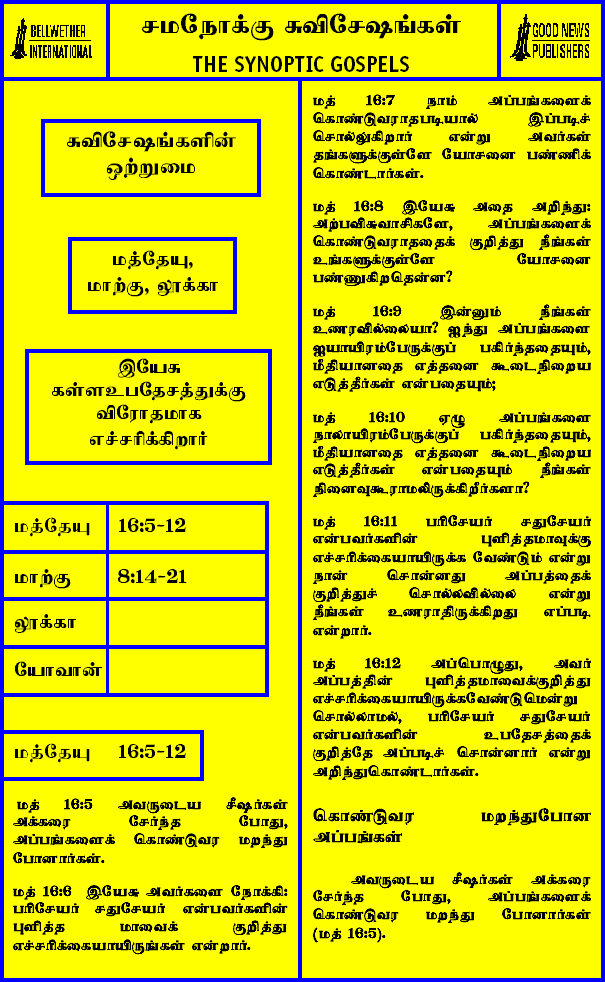 BELLWETHER
INTERNATIONAL
சமநோக்கு சுவிசேஷங்கள்
THE SYNOPTIC GOSPELS
GOOD NEWS
PUBLISHERS
சுவிசேஷங்களின்
ஒற்றுமை
மத்தேயு,
மாற்கு, லூக்கா
இயேசு
கள்ளஉபதேசத்துக்கு
விரோதமாக
எச்சரிக்கிறார்
மத்தேயு 16:5-12
மாற்கு 8:14-21
லூக்கா
யோவான்
மத்தேயு 16:5-12
மத் 16:5 அவருடைய சீஷர்கள்
அக்கரை சேர்ந்த போது,
அப்பங்களைக் கொண்டுவர மறந்து
போனார்கள்.
மத் 16:6 இயேசு அவர்களை நோக்கி:
பரிசேயர் சதுசேயர் என்பவர்களின்
புளித்த மாவைக் குறித்து
எச்சரிக்கையாயிருங்கள் என்றார்.
மத் 16:7 நாம் அப்பங்களைக்
கொண்டுவராதபடியால் இப்படிச்
சொல்லுகிறார் என்று அவர்கள்
தங்களுக்குள்ளே யோசனை பண்ணிக்
கொண்டார்கள்.
மத் 16:8 இயேசு அதை அறிந்து:
அற்பவிசுவாசிகளே, அப்பங்களைக்
கொண்டுவராததைக் குறித்து நீங்கள்
உங்களுக்குள்ளே யோசனை
பண்ணுகிறதென்ன?
மத் 16:9 இன்னும் நீங்கள்
உணரவில்லையா? ஐந்து அப்பங்களை
ஐயாயிரம்பேருக்குப் பகிர்ந்ததையும்,
மீதியானதை எத்தனை கூடைநிறைய
எடுத்தீர்கள் என்பதையும்;
மத் 16:10 ஏழு அப்பங்களை
நாலாயிரம்பேருக்குப் பகிர்ந்ததையும்,
மீதியானதை எத்தனை கூடைநிறைய
எடுத்தீர்கள் என்பதையும் நீங்கள்
நினைவுகூராமலிருக்கிறீர்களா?
மத் 16:11 பரிசேயர் சதுசேயர்
என்பவர்களின் புளித்தமாவுக்கு
எச்சரிக்கையாயிருக்க வேண்டும் என்று
நான் சொன்னது அப்பத்தைக்
குறித்துச் சொல்லவில்லை என்று
நீங்கள் உணராதிருக்கிறது எப்படி
என்றார்.
மத் 16:12 அப்பொழுது, அவர்
அப்பத்தின் புளித்தமாவைக்குறித்து
எச்சரிக்கையாயிருக்கவேண்டுமென்று
சொல்லாமல், பரிசேயர் சதுசேயர்
என்பவர்களின் உபதேசத்தைக்
குறித்தே அப்படிச் சொன்னார் என்று
அறிந்துகொண்டார்கள்.
கொண்டுவர மறந்துபோன
அப்பங்கள்
அவருடைய சீஷர்கள் அக்கரை
சேர்ந்த போது, அப்பங்களைக்
கொண்டுவர மறந்து போனார்கள்
(மத் 16:5).